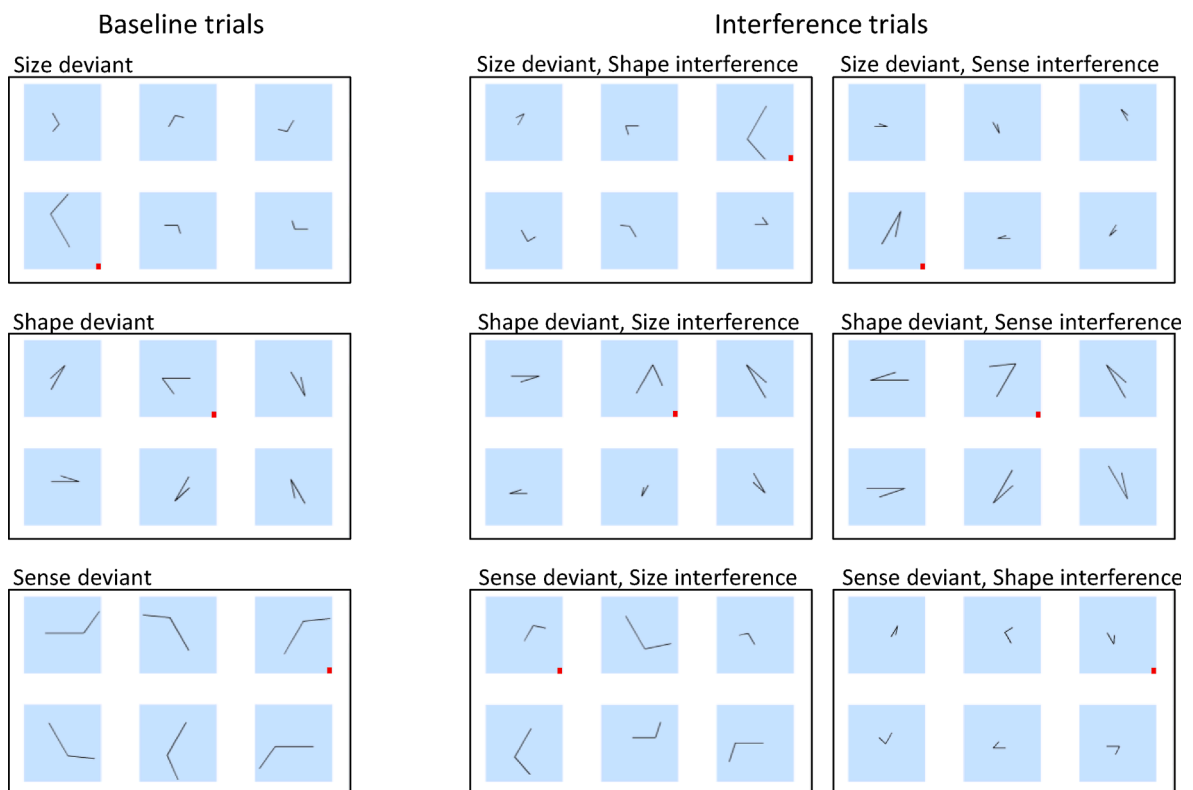 Baseline trials
Interference trials
Size deviant
Size deviant, Shape interference
Size deviant, Sense interference
Shape deviant
Shape deviant, Size interference
Shape deviant, Sense interference
Sense deviant
Sense deviant, Size interference
Sense deviant, Shape interference